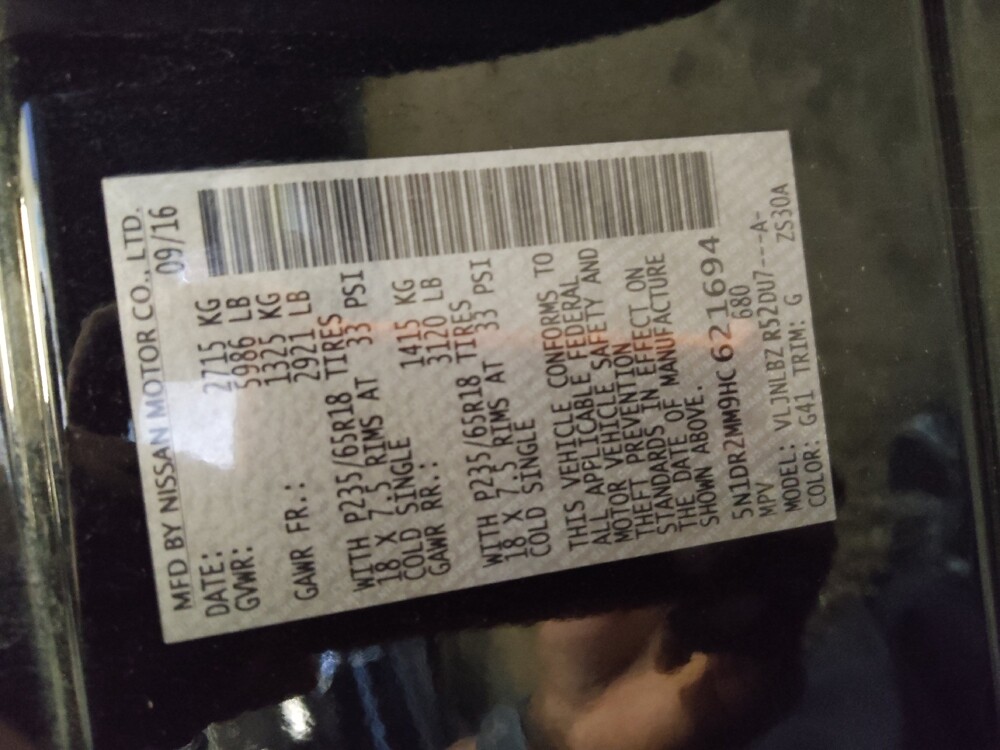 MFD BY NISSAN MOTOR CO., LTD.
DATE: 09/16
GVWR: 2715 KG
5986 LB
GAWR FR.: 1325 KG
2921 LB
WITH P235/65R18 TIRES
18 X 7.5 RIMS AT 33 PSI
COLD SINGLE
GAWR RR.: 1415 KG
3120 LB
WITH P235/65R18 TIRES
18 X 7.5 RIMS AT 33 PSI
COLD SINGLE
THIS VEHICLE CONFORMS TO
ALL APPLICABLE FEDERAL
MOTOR VEHICLE SAFETY AND
THEFT PREVENTION
STANDARDS IN EFFECT ON
THE DATE OF MANUFACTURE
SHOWN ABOVE.
5N1DR2MM9HC 621694
MPV 680
MODEL: VLJNLBZ R52DU7----A-
COLOR: G41 TRIM: G ZS30A